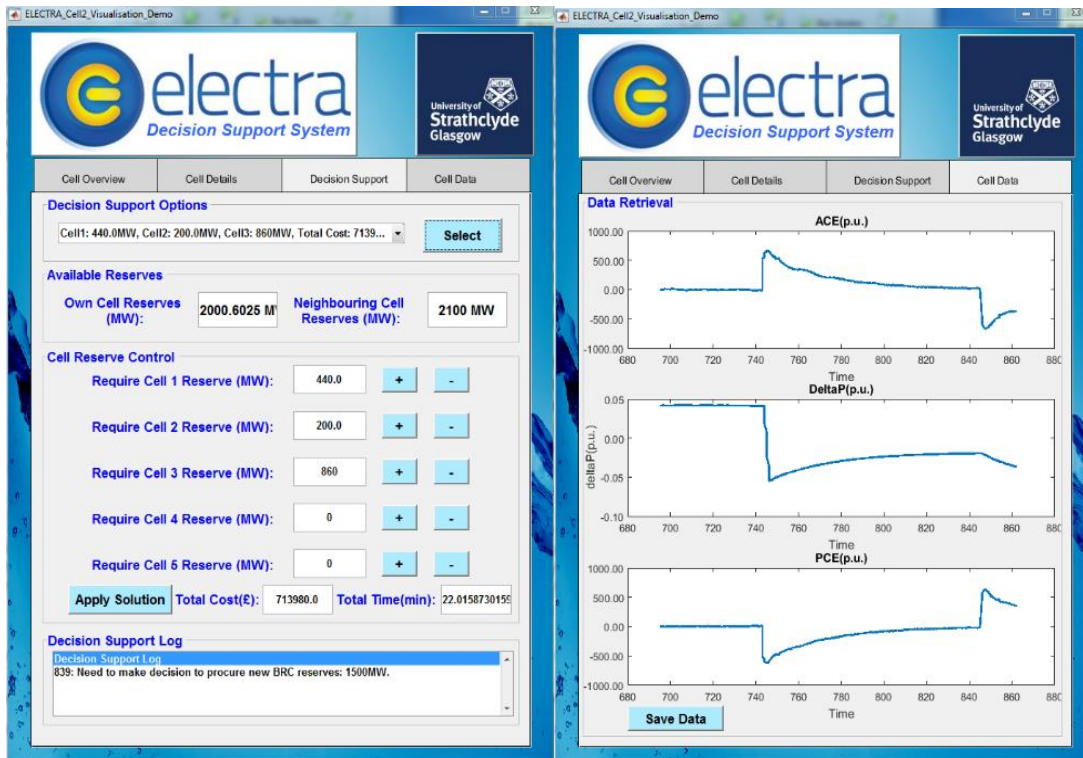 ELECTRA_Cell2_Visualisation_Demo
electra
Decision Support System
University of
Strathclyde
Glasgow
Cell Overview Cell Details Decision Support Cell Data
Decision Support Options
Cell1: 440.0MW, Cell2: 200.0MW, Cell3: 860MW, Total Cost: 7139... Select
Available Reserves
Own Cell Reserves (MW): 2000.6025 M Neighbouring Cell Reserves (MW): 2100 MW
Cell Reserve Control
Require Cell 1 Reserve (MW): 440.0 + -
Require Cell 2 Reserve (MW): 200.0 + -
Require Cell 3 Reserve (MW): 860 + -
Require Cell 4 Reserve (MW): 0 + -
Require Cell 5 Reserve (MW): 0 + -
Apply Solution Total Cost(£): 713980.0 Total Time(min): 22.0158730159
Decision Support Log
Decision Support Log
839: Need to make decision to procure new BRC reserves: 1500MW.
ELECTRA_Cell2_Visualisation_Demo
electra
Decision Support System
University of
Strathclyde
Glasgow
Cell Overview Cell Details Decision Support Cell Data
Data Retrieval
ACE(p.u.)
1000.00
500.00
0.00
-500.00
-1000.00
680 700 720 740 760 780 800 820 840 860 880
Time
DeltaP(p.u.)
deltaP(p.u.)
0.05
0.00
-0.05
-0.10
680 700 720 740 760 780 800 820 840 860 880
Time
PCE(p.u.)
1000.00
500.00
0.00
-500.00
-1000.00
680 700 720 740 760 780 800 820 840 860 880
Time
Save Data